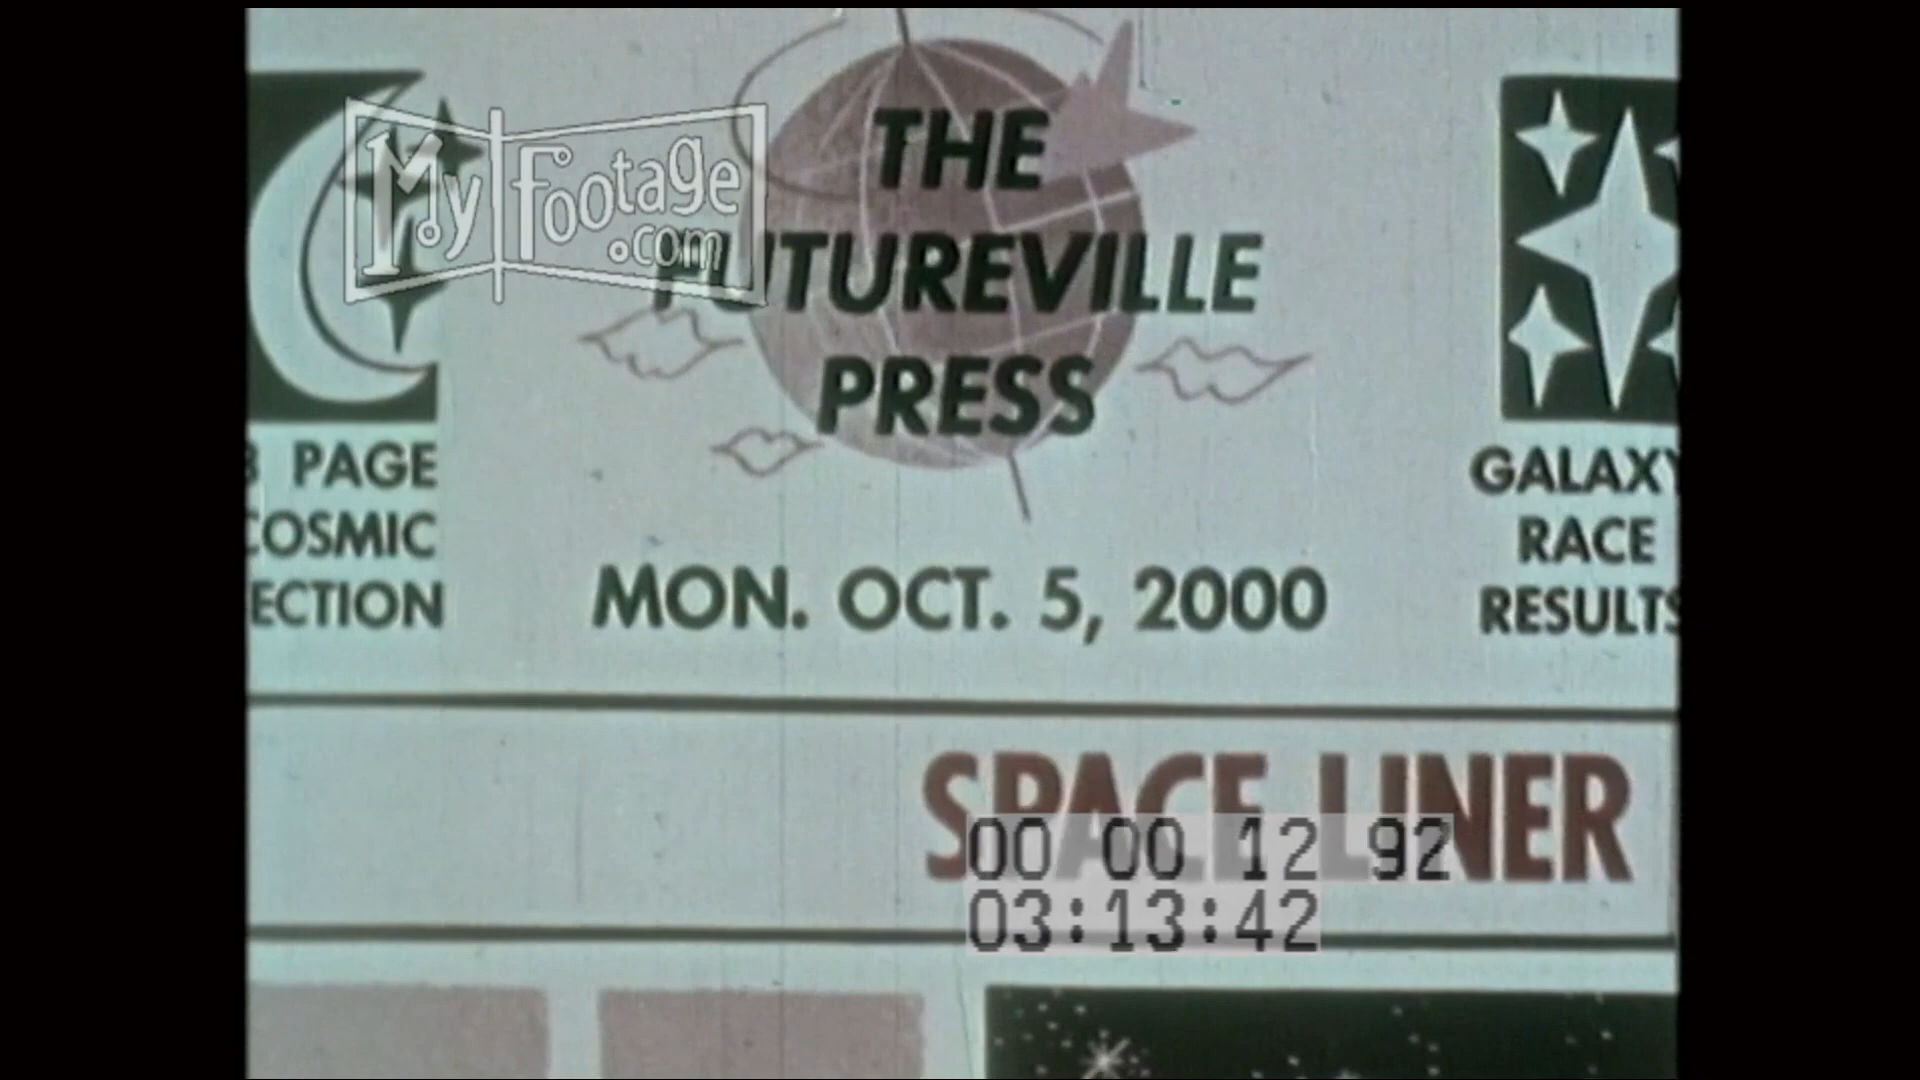 My Footage
.com
THE
FUTUREVILLE
PRESS
MON. OCT. 5, 2000
PAGE
COSMIC
ECTION
GALAXY
RACE
RESULTS
SPACE LINER
00 00 12 92
03:13:42